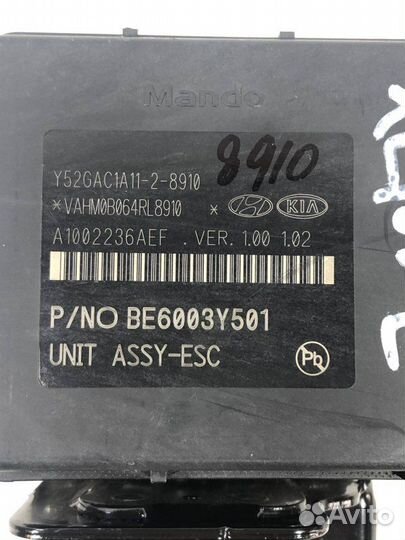 Mando
8910
Y52GAC1A11-2-8910
*VAHM0B064RL8910 * KIA
A1002236AEF . VER. 1.00 1.02
P/NO BE6003Y501
UNIT ASSY-ESC
Pb
Avito